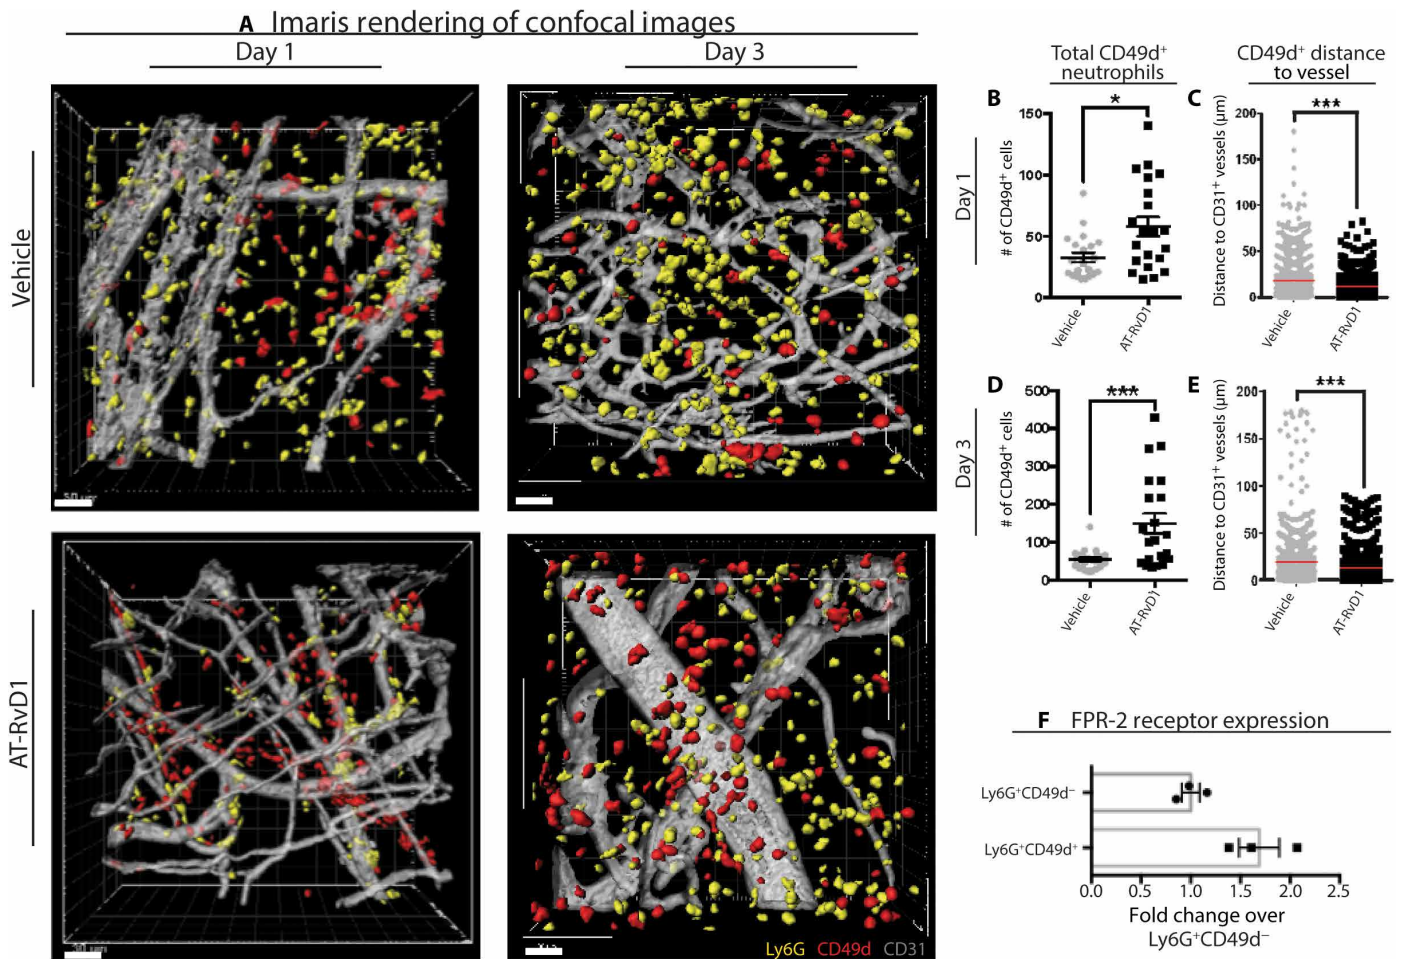 A Imaris rendering of confocal images
Day 1
Day 3
Vehicle
AT-RvD1
Ly6G CD49d CD31
Total CD49d⁺
neutrophils
CD49d⁺ distance
to vessel
Day 1
B
# of CD49d⁺ cells
150
100
50
0
*
Vehicle
AT-RvD1
C
Distance to CD31⁺ vessels (µm)
200
150
100
50
0
***
Vehicle
AT-RvD1
Day 3
D
# of CD49d⁺ cells
500
400
300
200
100
0
***
Vehicle
AT-RvD1
E
Distance to CD31⁺ vessels (µm)
200
150
100
50
0
***
Vehicle
AT-RvD1
F FPR-2 receptor expression
Ly6G⁺CD49d⁻
Ly6G⁺CD49d⁺
0.0 0.5 1.0 1.5 2.0 2.5
Fold change over
Ly6G⁺CD49d⁻